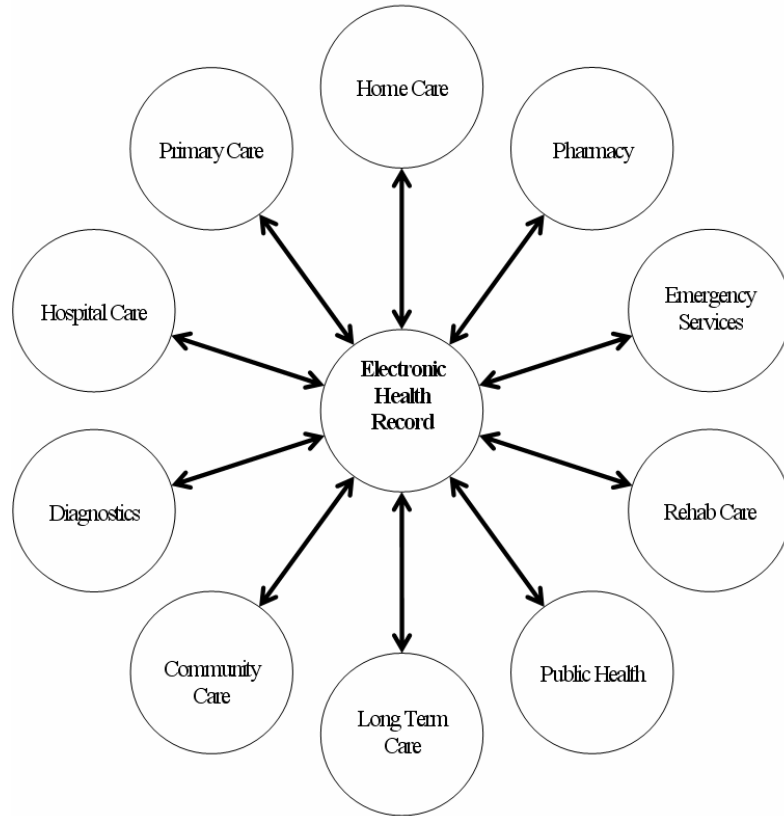 Home Care
Primary Care
Pharmacy
Hospital Care
Emergency
Services
Electronic
Health
Record
Diagnostics
Rehab Care
Community
Care
Public Health
Long Term
Care